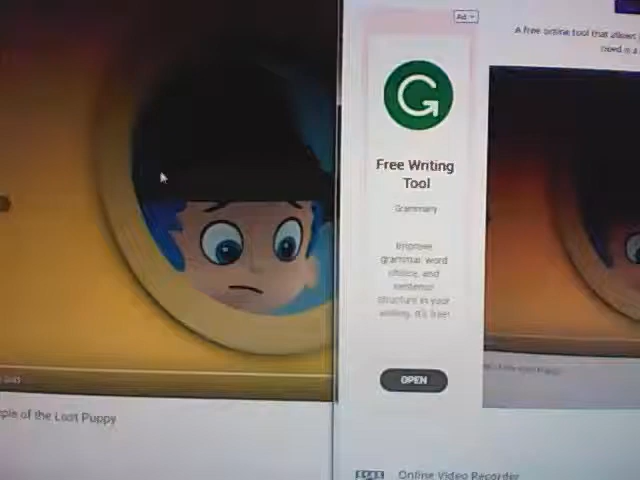 Ad
A free online tool that allows
need is a
Free Writing
Tool
Grammarly
Improve
grammar, word
choice, and
sentence
structure in your
writing. It's free!
OPEN
ple of the Lost Puppy
Online Video Recorder